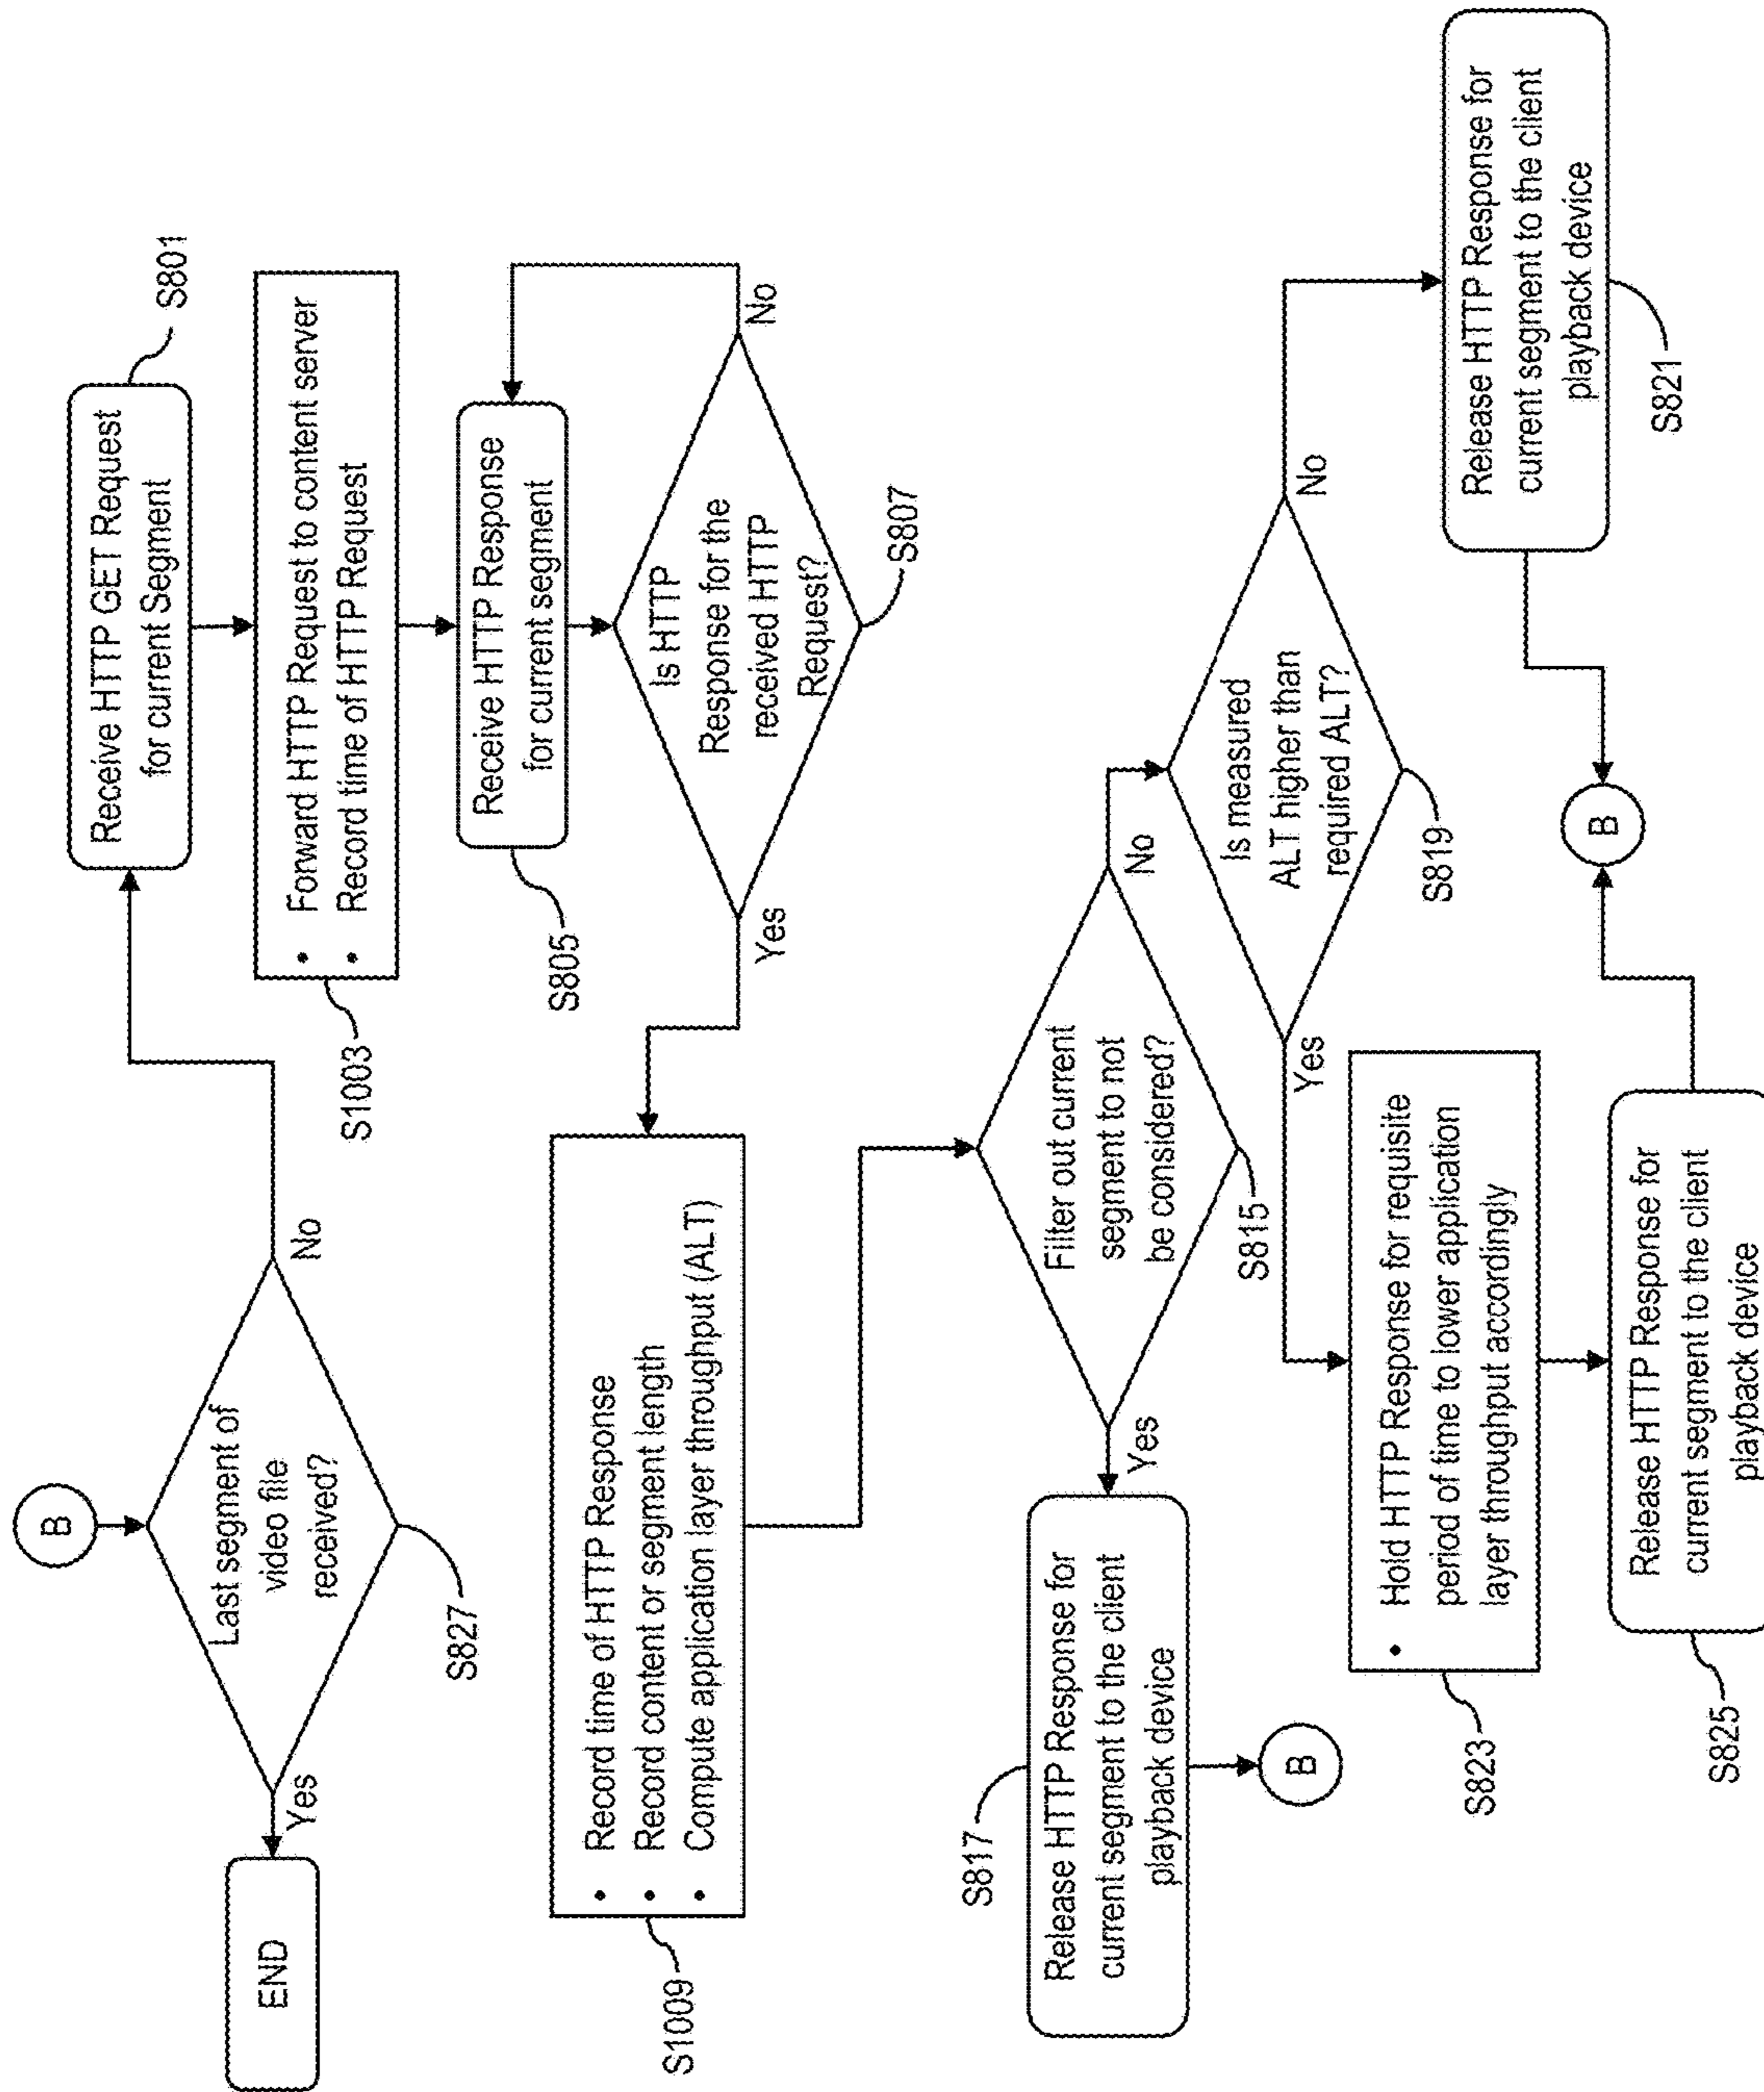 B
Last segment of
video file
received?
S827
Yes
END
No
Receive HTTP GET Request
for current Segment
S801
• Forward HTTP Request to content server
• Record time of HTTP Request
S1003
Receive HTTP Response
for current segment
S805
Is HTTP
Response for the
received HTTP
Request?
S807
No
Yes
• Record time of HTTP Response
• Record content or segment length
• Compute application layer throughput (ALT)
S1009
Filter out current
segment to not
be considered?
S815
Yes
No
S817
Release HTTP Response for
current segment to the client
playback device
B
Is measured
ALT higher than
required ALT?
S819
Yes
No
• Hold HTTP Response for requisite
period of time to lower application
layer throughput accordingly
S823
Release HTTP Response for
current segment to the client
playback device
S825
Release HTTP Response for
current segment to the client
playback device
S821
B